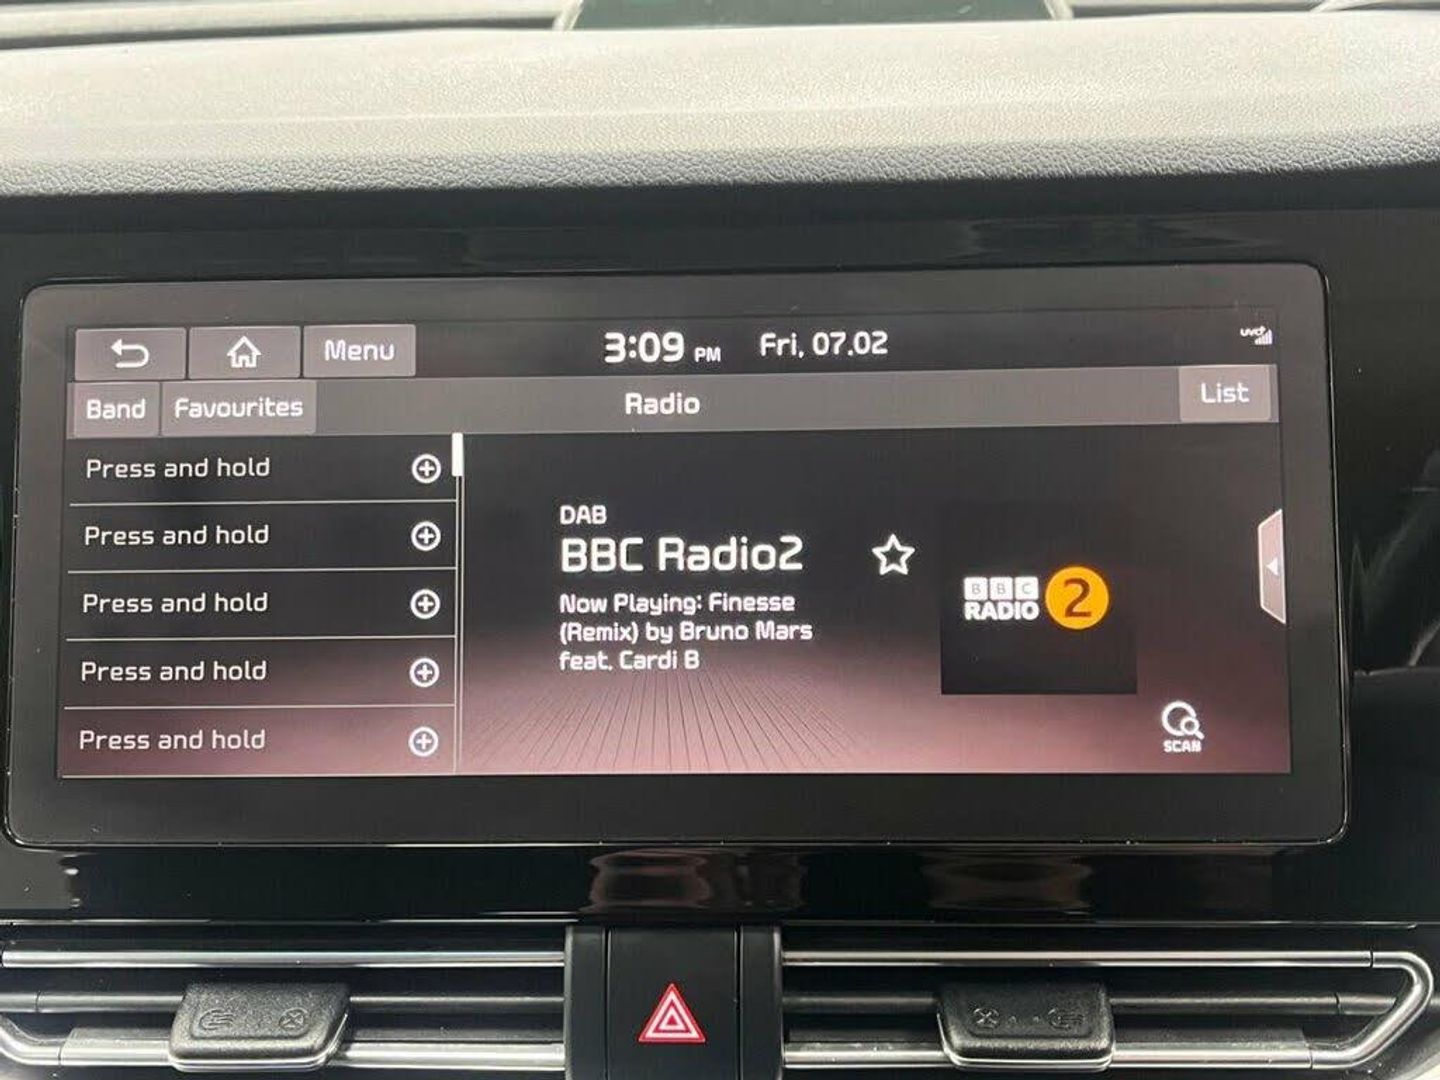 Menu
3:09 PM
Fri, 07.02
UVO
Band
Favourites
Radio
List
Press and hold
Press and hold
Press and hold
Press and hold
Press and hold
DAB
BBC Radio2
Now Playing: Finesse
(Remix) by Bruno Mars
feat. Cardi B
BBC
RADIO 2
SCAN